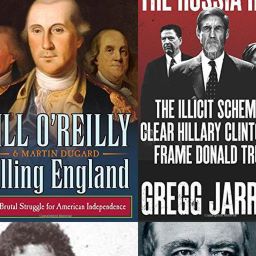 ILL O'REILLY
& MARTIN DUGARD
lling England
Brutal Struggle for American Independence
THE RUSSIA H
THE ILLICIT SCHEM
CLEAR HILLARY CLINTO
FRAME DONALD TRU
GREGG JARR